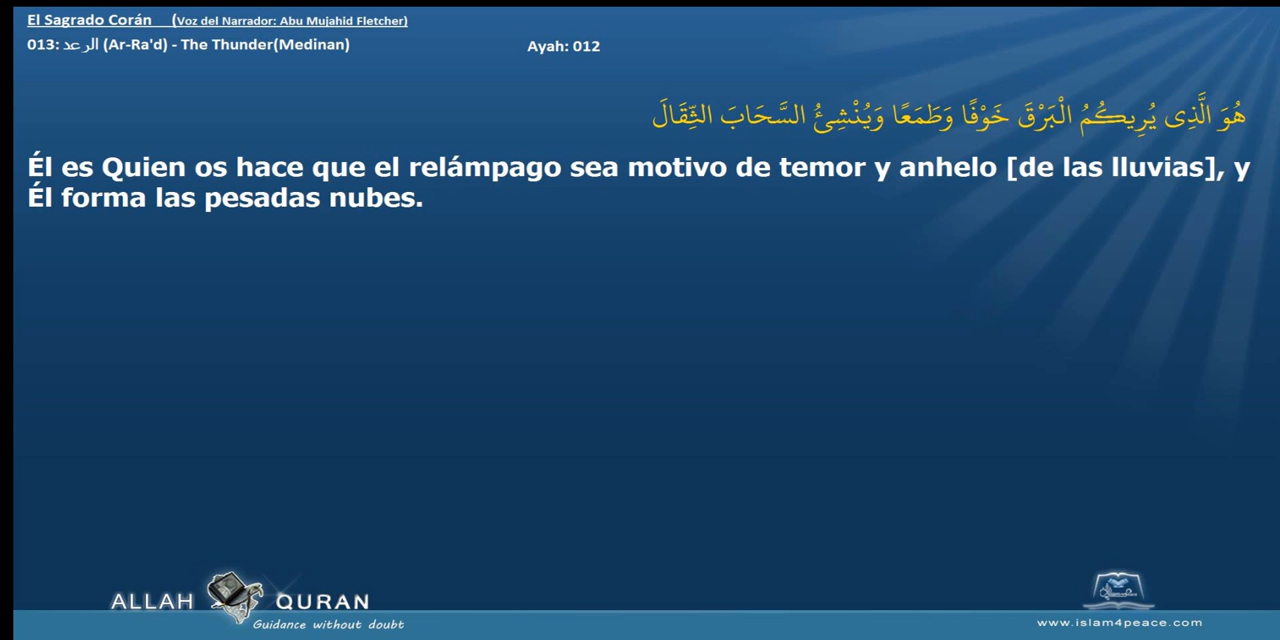 El Sagrado Corán (Voz del Narrador: Abu Mujahid Fletcher)
013: الرعد (Ar-Ra'd) - The Thunder(Medinan)
Ayah: 012
هُوَ الَّذِى يُرِيكُمُ الْبَرْقَ خَوْفًا وَطَمَعًا وَيُنْشِئُ السَّحَابَ الثِّقَالَ
Él es Quien os hace que el relámpago sea motivo de temor y anhelo [de las lluvias], y
Él forma las pesadas nubes.
ALLAH QURAN
Guidance without doubt
www.islam4peace.com